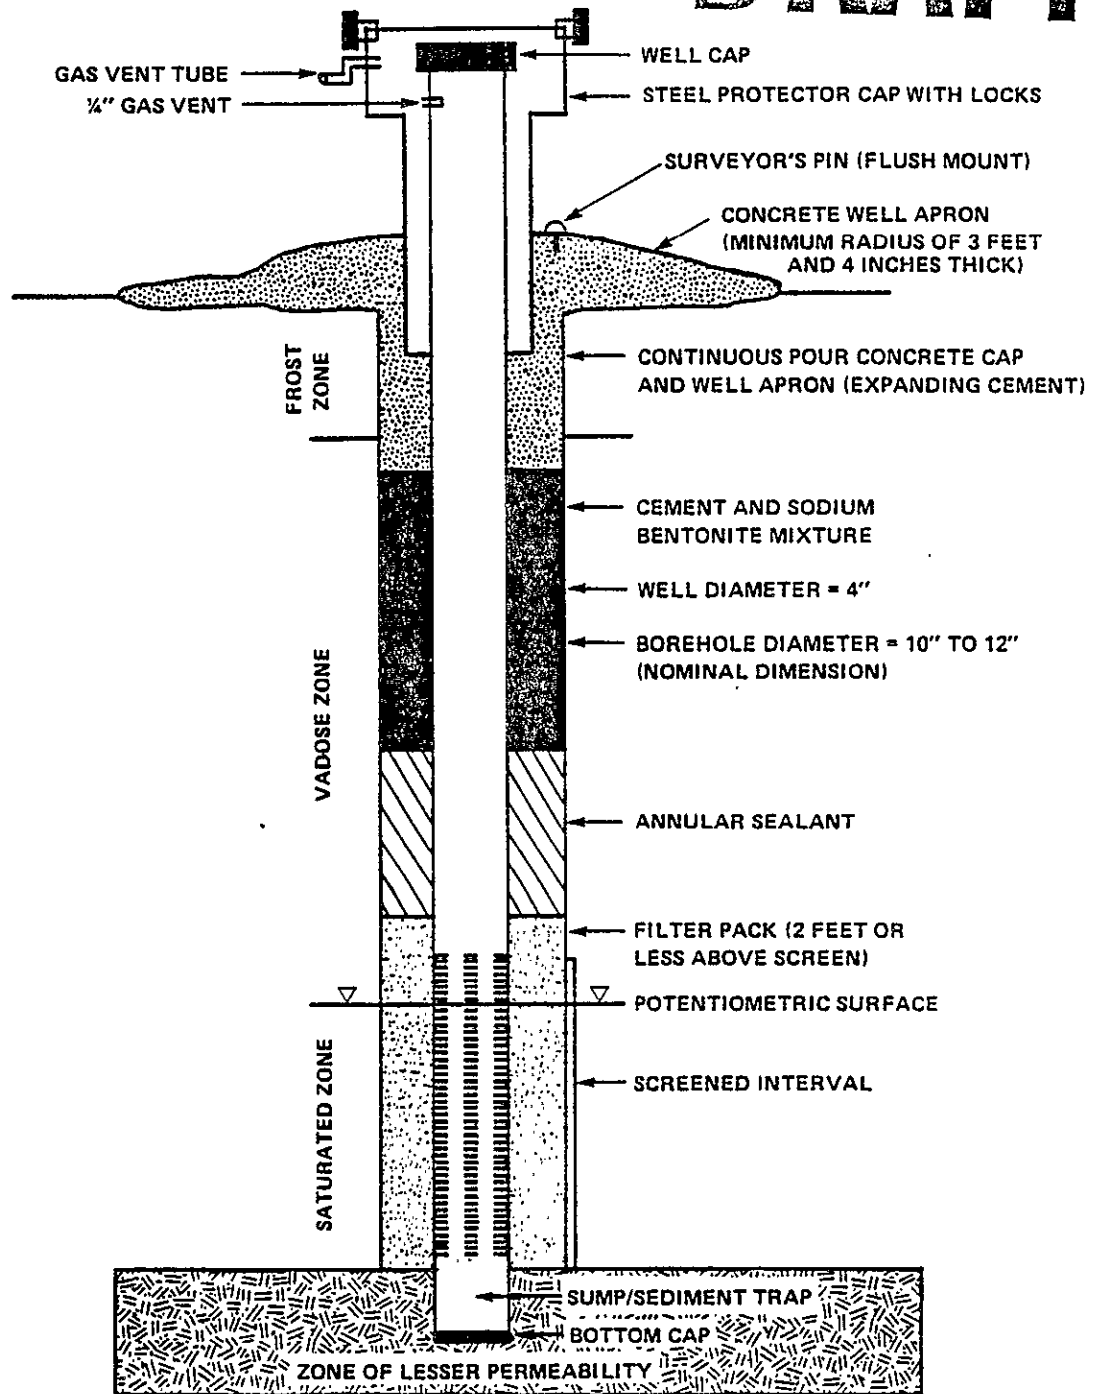 WELL CAP
GAS VENT TUBE
¼" GAS VENT
STEEL PROTECTOR CAP WITH LOCKS
SURVEYOR'S PIN (FLUSH MOUNT)
CONCRETE WELL APRON
(MINIMUM RADIUS OF 3 FEET
AND 4 INCHES THICK)
FROST
ZONE
CONTINUOUS POUR CONCRETE CAP
AND WELL APRON (EXPANDING CEMENT)
CEMENT AND SODIUM
BENTONITE MIXTURE
WELL DIAMETER = 4"
BOREHOLE DIAMETER = 10" TO 12"
(NOMINAL DIMENSION)
VADOSE ZONE
ANNULAR SEALANT
FILTER PACK (2 FEET OR
LESS ABOVE SCREEN)
POTENTIOMETRIC SURFACE
SCREENED INTERVAL
SATURATED ZONE
SUMP/SEDIMENT TRAP
BOTTOM CAP
ZONE OF LESSER PERMEABILITY